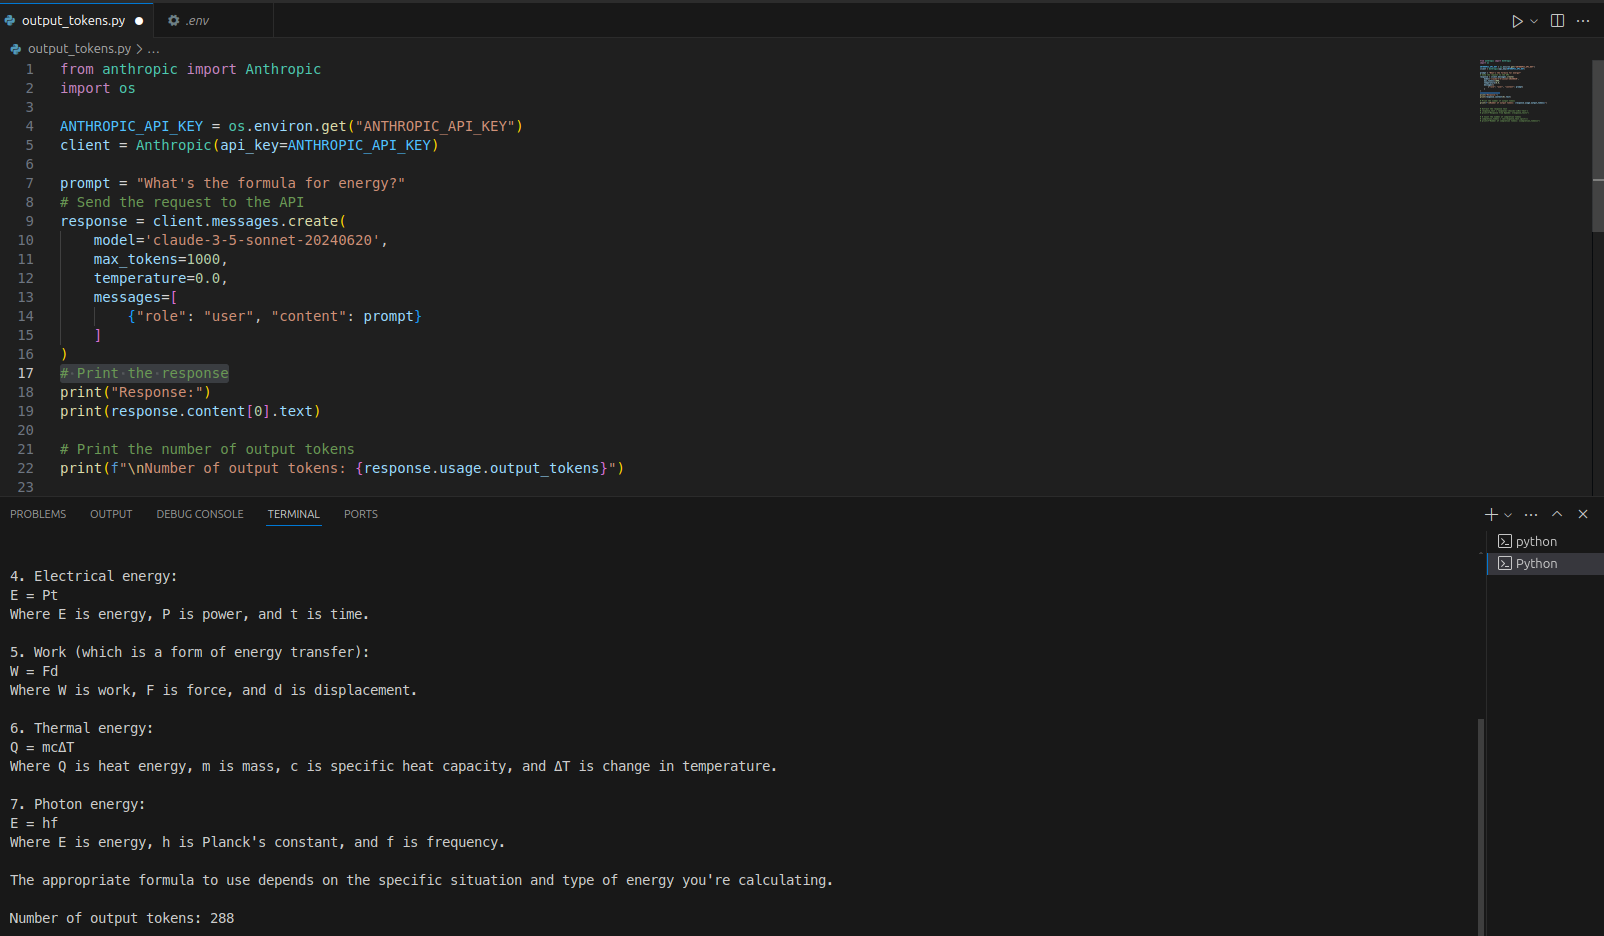 output_tokens.py
.env
output_tokens.py > ...
1 from anthropic import Anthropic
2 import os
3
4 ANTHROPIC_API_KEY = os.environ.get("ANTHROPIC_API_KEY")
5 client = Anthropic(api_key=ANTHROPIC_API_KEY)
6
7 prompt = "What's the formula for energy?"
8 # Send the request to the API
9 response = client.messages.create(
10     model='claude-3-5-sonnet-20240620',
11     max_tokens=1000,
12     temperature=0.0,
13     messages=[
14         {"role": "user", "content": prompt}
15     ]
16 )
17 # Print the response
18 print("Response:")
19 print(response.content[0].text)
20
21 # Print the number of output tokens
22 print(f"\nNumber of output tokens: {response.usage.output_tokens}")
23
PROBLEMS OUTPUT DEBUG CONSOLE TERMINAL PORTS
python
Python
4. Electrical energy:
E = Pt
Where E is energy, P is power, and t is time.
5. Work (which is a form of energy transfer):
W = Fd
Where W is work, F is force, and d is displacement.
6. Thermal energy:
Q = mcΔT
Where Q is heat energy, m is mass, c is specific heat capacity, and ΔT is change in temperature.
7. Photon energy:
E = hf
Where E is energy, h is Planck's constant, and f is frequency.
The appropriate formula to use depends on the specific situation and type of energy you're calculating.
Number of output tokens: 288